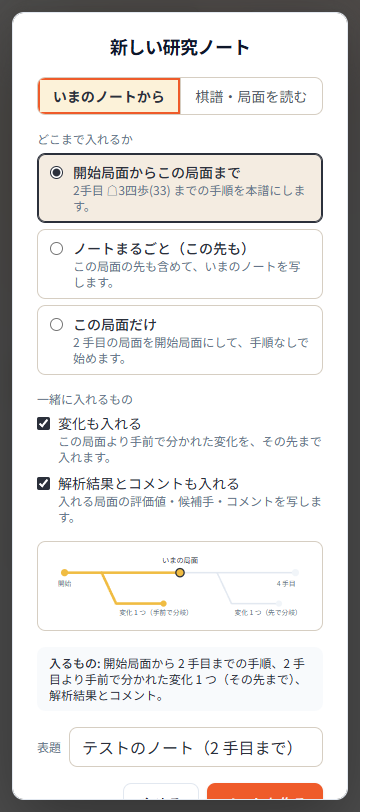 新しい研究ノート
いまのノートから
棋譜・局面を読む
どこまで入れるか
開始局面からこの局面まで
2手目 ☖3四歩(33) までの手順を本譜にしま
す。
ノートまるごと（この先も）
この局面の先も含めて、いまのノートを写
します。
この局面だけ
2 手目の局面を開始局面にして、手順なしで
始めます。
一緒に入れるもの
変化も入れる
この局面より手前で分かれた変化を、その先まで
入れます。
解析結果とコメントも入れる
入れる局面の評価値・候補手・コメントを写しま
す。
いまの局面
開始
4 手目
変化 1 つ（手前で分岐）
変化 1 つ（先で分岐）
入るもの: 開始局面から 2 手目までの手順、2 手
目より手前で分かれた変化 1 つ（その先まで）、
解析結果とコメント。
表題
テストのノート（2 手目まで）